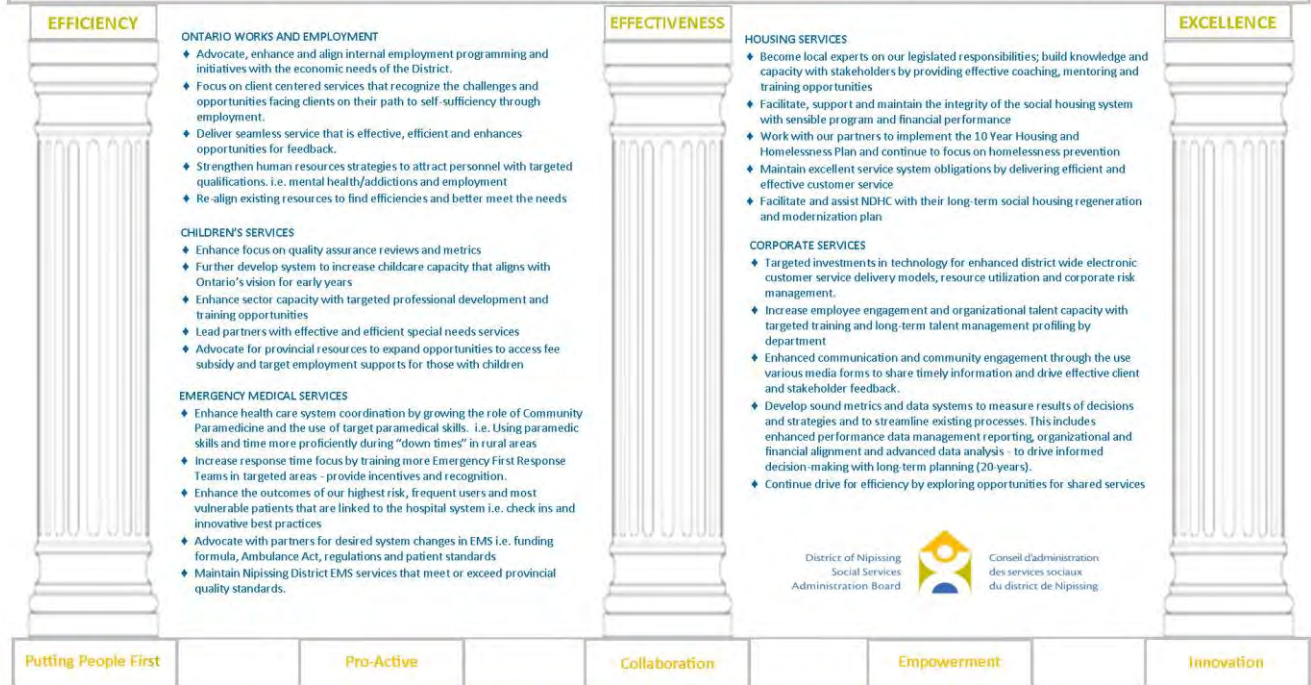 EFFICIENCY
EFFECTIVENESS
EXCELLENCE
ONTARIO WORKS AND EMPLOYMENT
♦ Advocate, enhance and align internal employment programming and
initiatives with the economic needs of the District.
♦ Focus on client centered services that recognize the challenges and
opportunities facing clients on their path to self-sufficiency through
employment.
♦ Deliver seamless service that is effective, efficient and enhances
opportunities for feedback.
♦ Strengthen human resources strategies to attract personnel with targeted
qualifications. i.e. mental health/addictions and employment
♦ Re-align existing resources to find efficiencies and better meet the needs
CHILDREN'S SERVICES
♦ Enhance focus on quality assurance reviews and metrics
♦ Further develop system to increase childcare capacity that aligns with
Ontario's vision for early years
♦ Enhance sector capacity with targeted professional development and
training opportunities
♦ Lead partners with effective and efficient special needs services
♦ Advocate for provincial resources to expand opportunities to access fee
subsidy and target employment supports for those with children
EMERGENCY MEDICAL SERVICES
♦ Enhance health care system coordination by growing the role of Community
Paramedicine and the use of target paramedical skills. i.e. Using paramedic
skills and time more proficiently during "down times" in rural areas
♦ Increase response time focus by training more Emergency First Response
Teams in targeted areas - provide incentives and recognition.
♦ Enhance the outcomes of our highest risk, frequent users and most
vulnerable patients that are linked to the hospital system i.e. check ins and
innovative best practices
♦ Advocate with partners for desired system changes in EMS i.e. funding
formula, Ambulance Act, regulations and patient standards
♦ Maintain Nipissing District EMS services that meet or exceed provincial
quality standards.
HOUSING SERVICES
♦ Become local experts on our legislated responsibilities; build knowledge and
capacity with stakeholders by providing effective coaching, mentoring and
training opportunities
♦ Facilitate, support and maintain the integrity of the social housing system
with sensible program and financial performance
♦ Work with our partners to implement the 10 Year Housing and
Homelessness Plan and continue to focus on homelessness prevention
♦ Maintain excellent service system obligations by delivering efficient and
effective customer service
♦ Facilitate and assist NDHC with their long-term social housing regeneration
and modernization plan
CORPORATE SERVICES
♦ Targeted investments in technology for enhanced district wide electronic
customer service delivery models, resource utilization and corporate risk
management.
♦ Increase employee engagement and organizational talent capacity with
targeted training and long-term talent management profiling by
department
♦ Enhanced communication and community engagement through the use
various media forms to share timely information and drive effective client
and stakeholder feedback.
♦ Develop sound metrics and data systems to measure results of decisions
and strategies and to streamline existing processes. This includes
enhanced performance data management reporting, organizational and
financial alignment and advanced data analysis - to drive informed
decision-making with long-term planning (20-years).
♦ Continue drive for efficiency by exploring opportunities for shared services
District of Nipissing
Social Services
Administration Board
Conseil d'administration
des services sociaux
du district de Nipissing
Putting People First
Pro-Active
Collaboration
Empowerment
Innovation